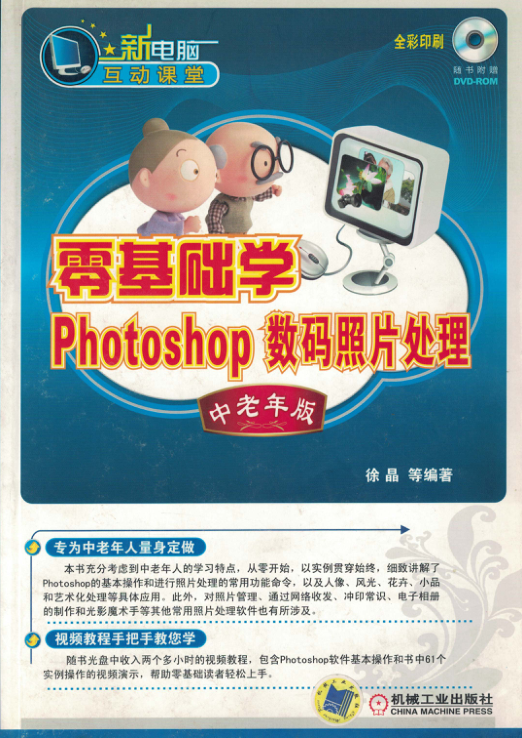 新电脑
互动课堂
全彩印刷
随书附赠
DVD-ROM
零基础学
Photoshop 数码照片处理
中老年版
徐晶 等编著
专为中老年人量身定做
本书充分考虑到中老年人的学习特点，从零开始，以实例贯穿始终，细致讲解了
Photoshop的基本操作和进行照片处理的常用功能命令，以及人像、风光、花卉、小品
和艺术化处理等具体应用。此外，对照片管理、通过网络收发、冲印常识、电子相册
的制作和光影魔术手等其他常用照片处理软件也有所涉及。
视频教程手把手教您学
随书光盘中收入两个多小时的视频教程，包含Photoshop软件基本操作和书中61个
实例操作的视频演示，帮助零基础读者轻松上手。
机械工业出版社
CHINA MACHINE PRESS